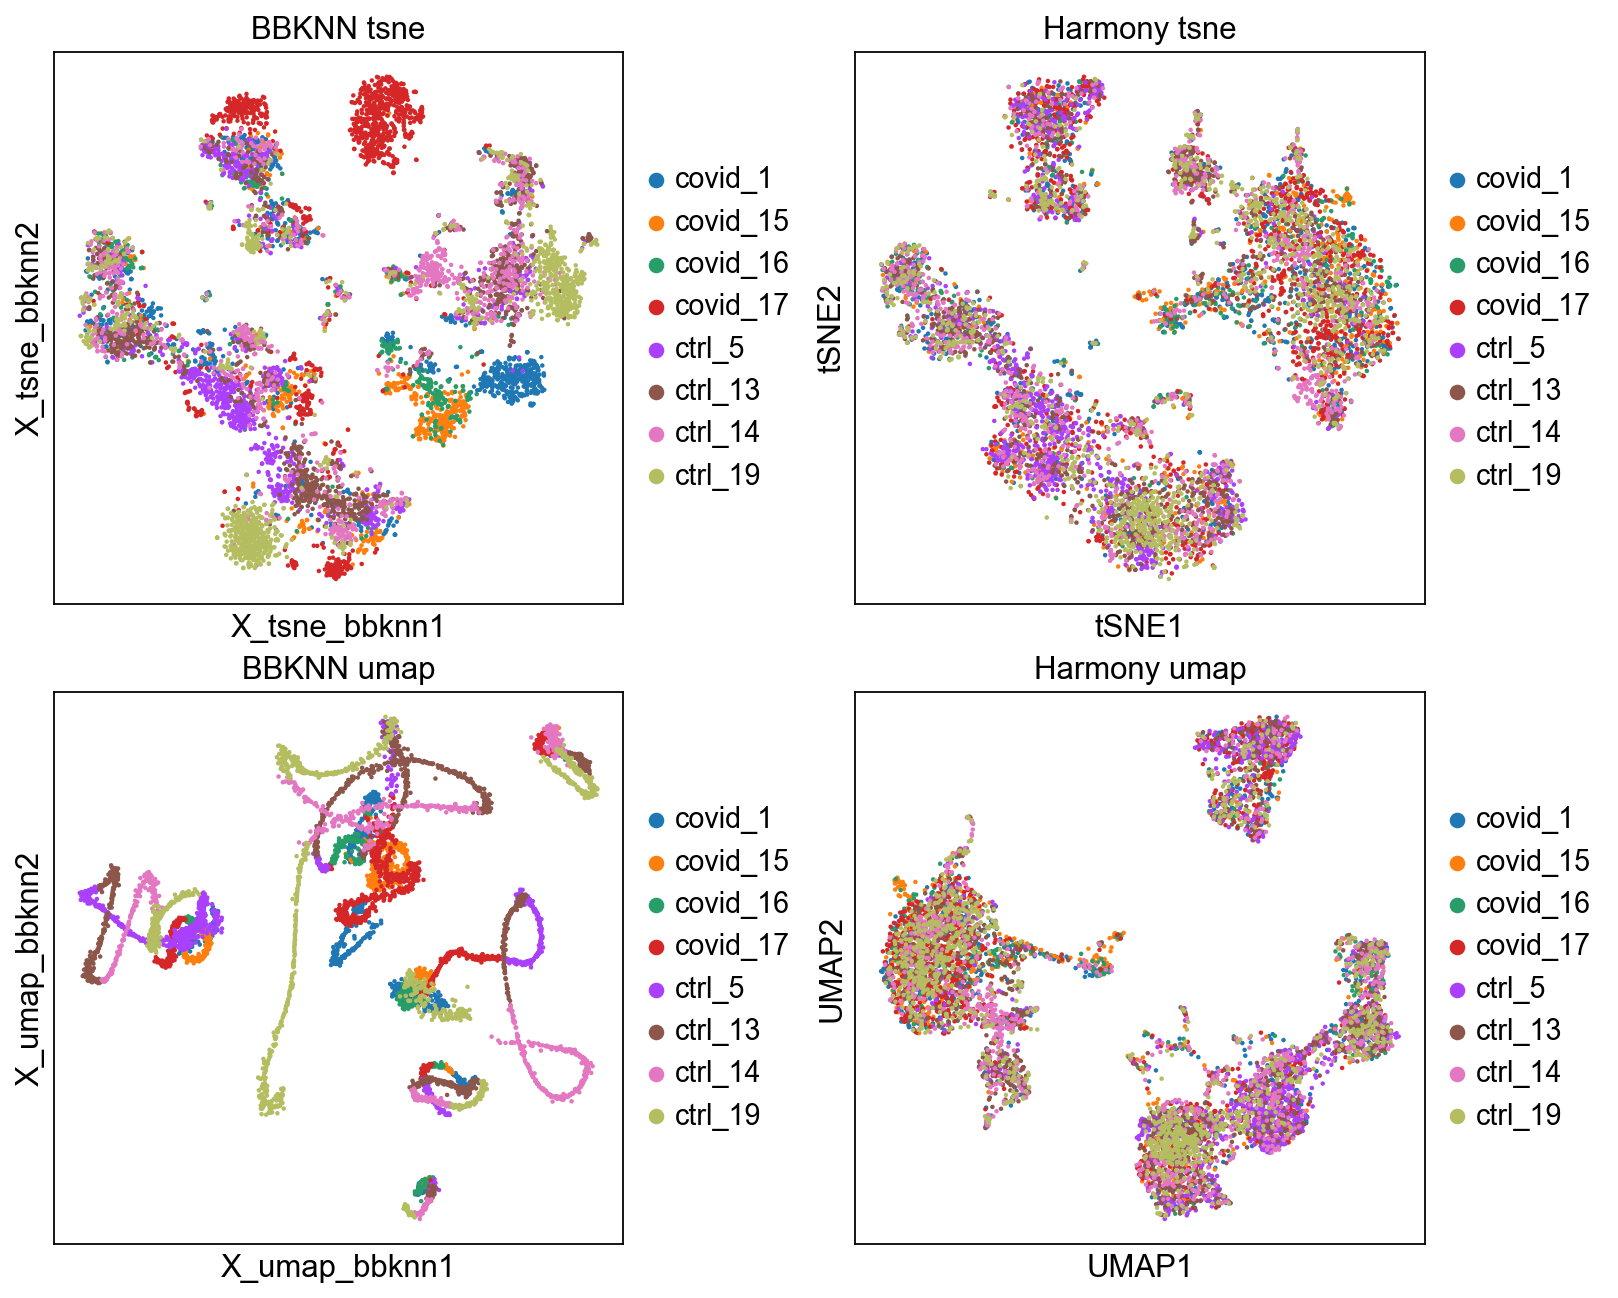 BBKNN tsne
X_tsne_bbknn2
X_tsne_bbknn1
covid_1
covid_15
covid_16
covid_17
ctrl_5
ctrl_13
ctrl_14
ctrl_19
Harmony tsne
tSNE2
tSNE1
covid_1
covid_15
covid_16
covid_17
ctrl_5
ctrl_13
ctrl_14
ctrl_19
BBKNN umap
X_umap_bbknn2
X_umap_bbknn1
covid_1
covid_15
covid_16
covid_17
ctrl_5
ctrl_13
ctrl_14
ctrl_19
Harmony umap
UMAP2
UMAP1
covid_1
covid_15
covid_16
covid_17
ctrl_5
ctrl_13
ctrl_14
ctrl_19